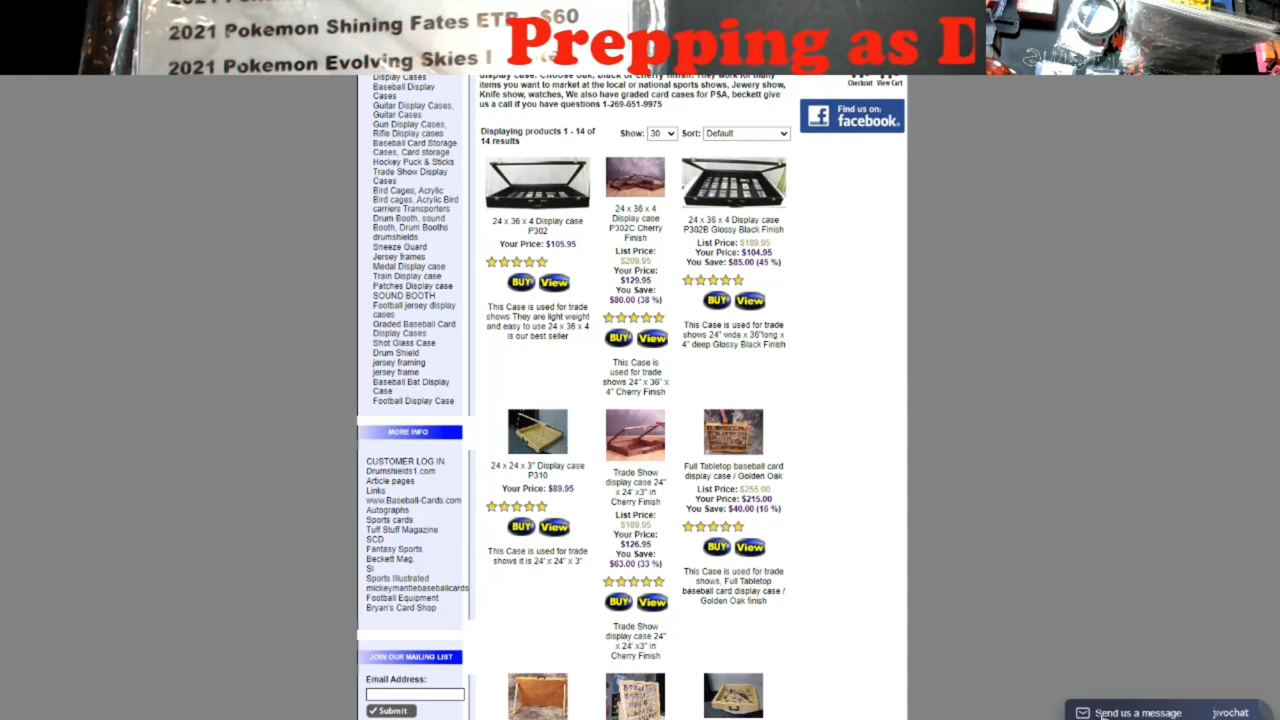 2021 Pokemon Shining Fates ETB - $60
2021 Pokemon Evolving Skies
Prepping as D
Display Cases
Baseball Display
Cases
Guitar Display Cases,
Guitar Cases
Gun Display Cases,
Rifle Display cases
Baseball Card Storage
Cases, Card storage
Hockey Puck & Sticks
Trade Show Display
Cases
Bird Cages, Acrylic
Bird cages, Acrylic Bird
carriers Transporters
Drum Booth, sound
Booth, Drum Booths
drumshields
Sneeze Guard
Jersey frames
Medal Display case
Train Display case
Patches Display case
SOUND BOOTH
Football jersey display
cases
Graded Baseball Card
Display Cases
Shot Glass Case
Drum Shield
jersey framing
jersey frame
Baseball Bat Display
Case
Football Display Case
MORE INFO
CUSTOMER LOG IN
Drumshields1.com
Article pages
Links
www.Baseball-Cards.com
Autographs
Sports cards
Tuff Stuff Magazine
SCD
Fantasy Sports
Beckett Mag.
SI
Sports Illustrated
mickeymantlebaseballcards
Football Equipment
Bryan's Card Shop
JOIN OUR MAILING LIST
Email Address:
Submit
display case. Choose oak, black or cherry finish. They work for many
items you want to market at the local or national sports shows, Jewery show,
Knife show, watches, We also have graded card cases for PSA, beckett give
us a call if you have questions 1-269-651-9975
Displaying products 1 - 14 of
14 results
Show: 30 Sort: Default
24 x 36 x 4 Display case
P302
Your Price: $105.95
BUY View
This Case is used for trade
shows They are light weight
and easy to use 24 x 36 x 4
is our best seller
24 x 36 x 4
Display case
P302C Cherry
Finish
List Price:
$209.95
Your Price:
$129.95
You Save:
$80.00 (38 %)
BUY View
This Case is
used for trade
shows 24" x 36" x
4" Cherry Finish
24 x 36 x 4 Display case
P302B Glossy Black Finish
List Price: $189.95
Your Price: $104.95
You Save: $85.00 (45 %)
BUY View
This Case is used for trade
shows 24" wide x 36"long x
4" deep Glossy Black Finish
24 x 24 x 3" Display case
P310
Your Price: $89.95
BUY View
This Case is used for trade
shows it is 24' x 24" x 3"
Trade Show
display case 24"
x 24' x3" in
Cherry Finish
List Price:
$189.95
Your Price:
$126.95
You Save:
$63.00 (33 %)
BUY View
Trade Show
display case 24"
x 24' x3" in
Cherry Finish
Full Tabletop baseball card
display case / Golden Oak
List Price: $255.00
Your Price: $215.00
You Save: $40.00 (16 %)
BUY View
This Case is used for trade
shows, Full Tabletop
baseball card display case /
Golden Oak finish
Checkout View Cart
Find us on:
facebook.
Send us a message jivochat